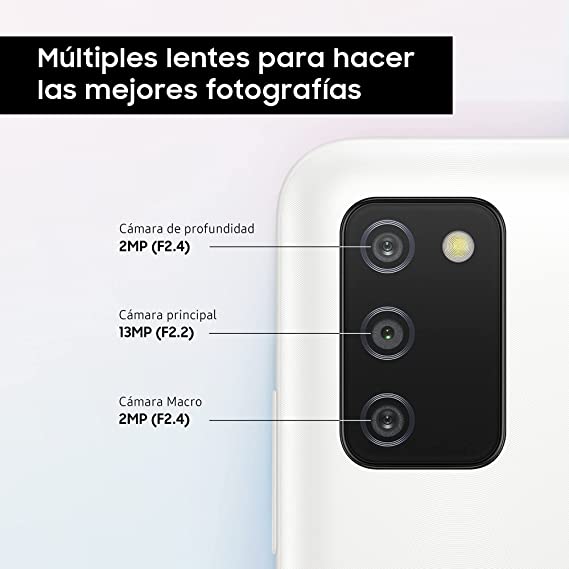 Múltiples lentes para hacer
las mejores fotografías
Cámara de profundidad
2MP (F2.4)
Cámara principal
13MP (F2.2)
Cámara Macro
2MP (F2.4)